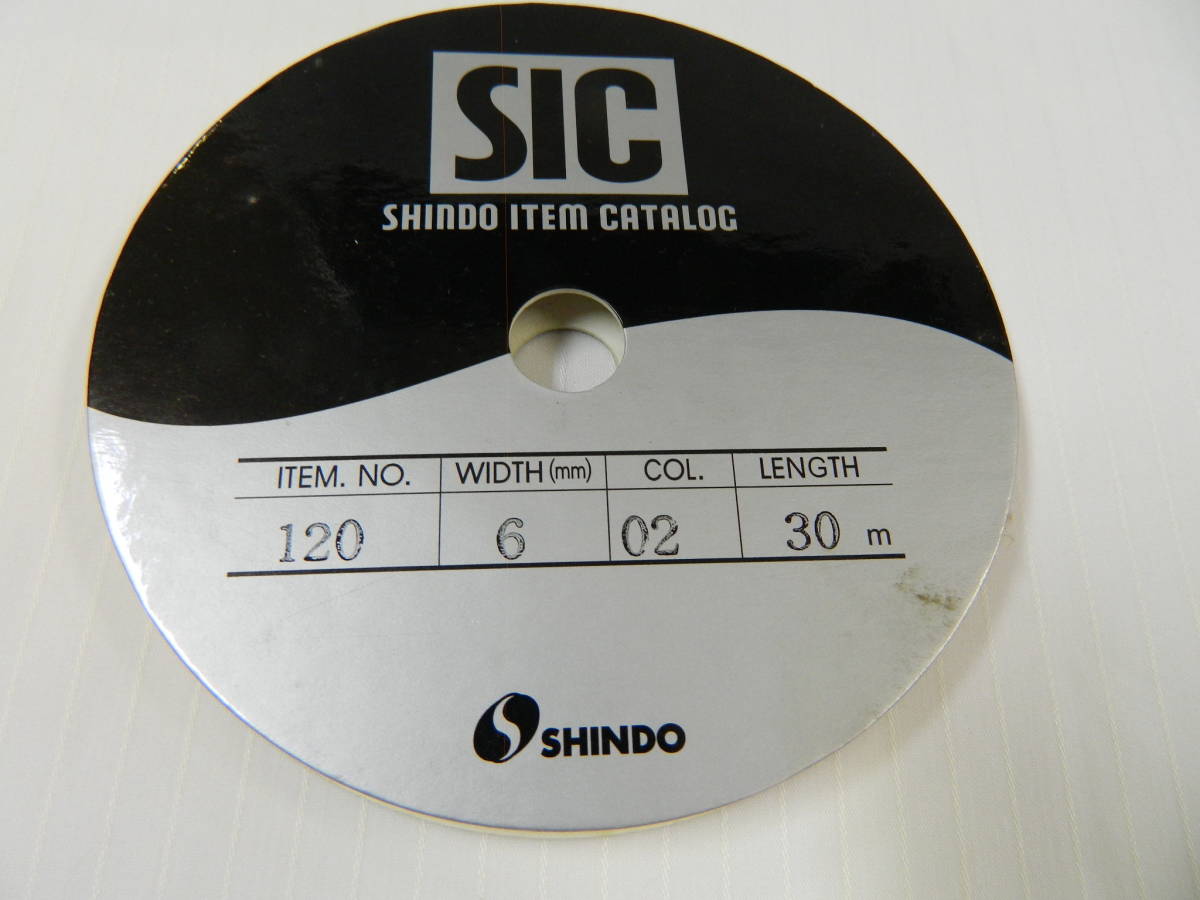 SIC
SHINDO ITEM CATALOG
ITEM. NO. WIDTH (mm) COL. LENGTH
120 6 02 30 m
SHINDO